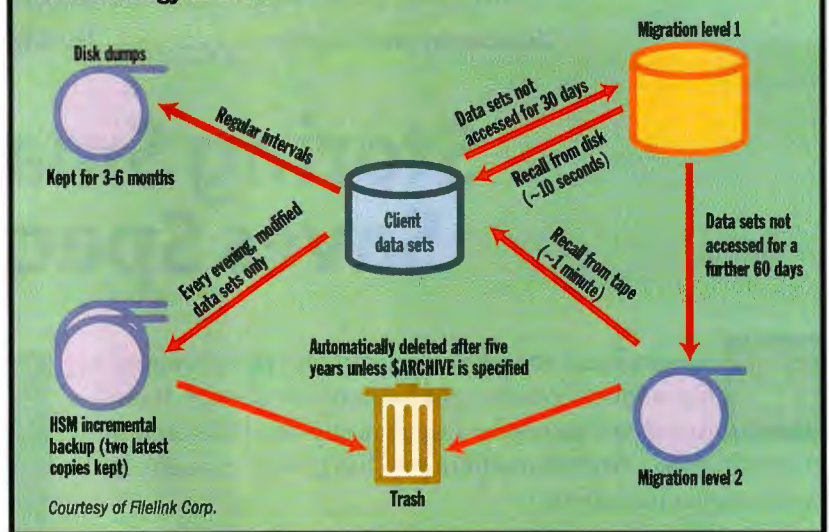 Disk dumps
Kept for 3-6 months
Regular intervals
Migration level 1
Data sets not
accessed for 30 days
Recall from disk
(~10 seconds)
Client
data sets
Data sets not
accessed for a
further 60 days
Every evening, modified
data sets only
Recall from tape
(~1 minute)
Automatically deleted after five
years unless $ARCHIVE is specified
HSM incremental
backup (two latest
copies kept)
Trash
Migration level 2
Courtesy of Filelink Corp.